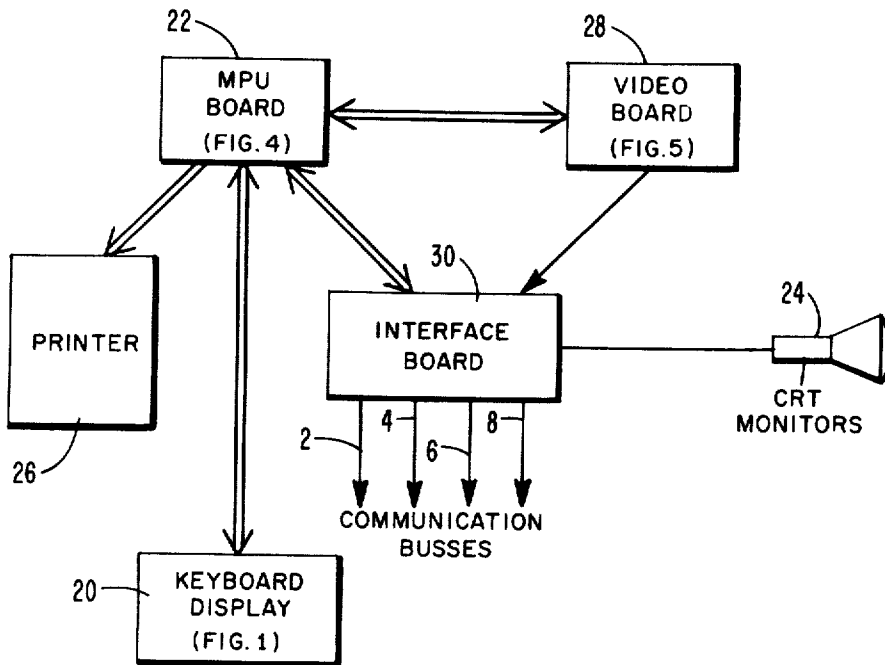 22
MPU
BOARD
(FIG. 4)
28
VIDEO
BOARD
(FIG. 5)
PRINTER
26
30
INTERFACE
BOARD
24
CRT
MONITORS
2
4
6
8
COMMUNICATION
BUSSES
20
KEYBOARD
DISPLAY
(FIG. 1)